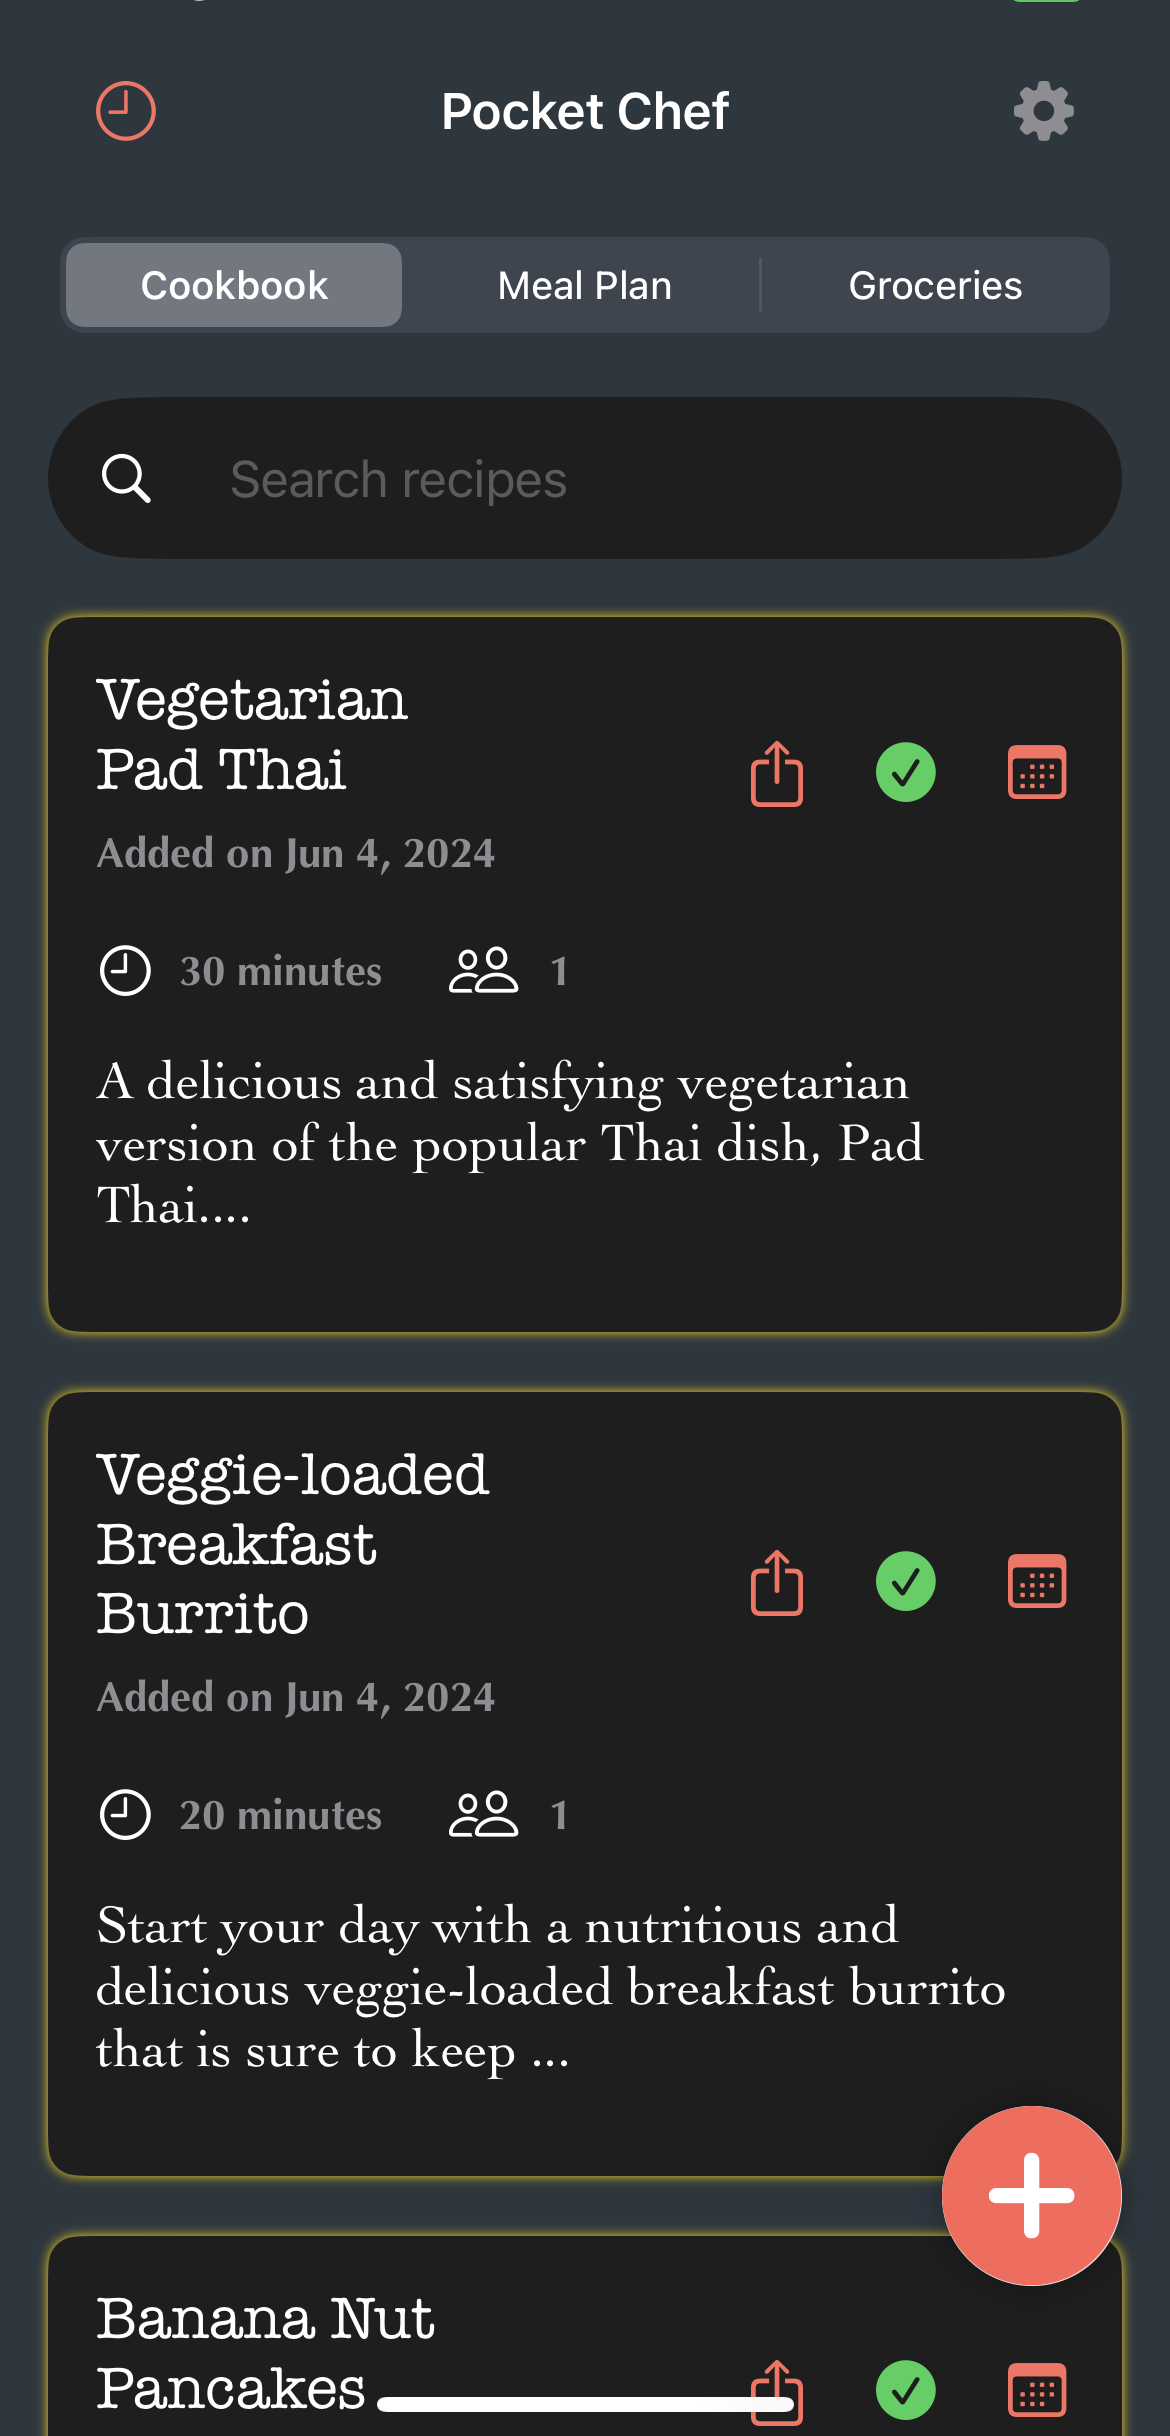 Pocket Chef
Cookbook
Meal Plan
Groceries
Search recipes
Vegetarian
Pad Thai
Added on Jun 4, 2024
30 minutes
1
A delicious and satisfying vegetarian
version of the popular Thai dish, Pad
Thai....
Veggie-loaded
Breakfast
Burrito
Added on Jun 4, 2024
20 minutes
1
Start your day with a nutritious and
delicious veggie-loaded breakfast burrito
that is sure to keep ...
Banana Nut
Pancakes